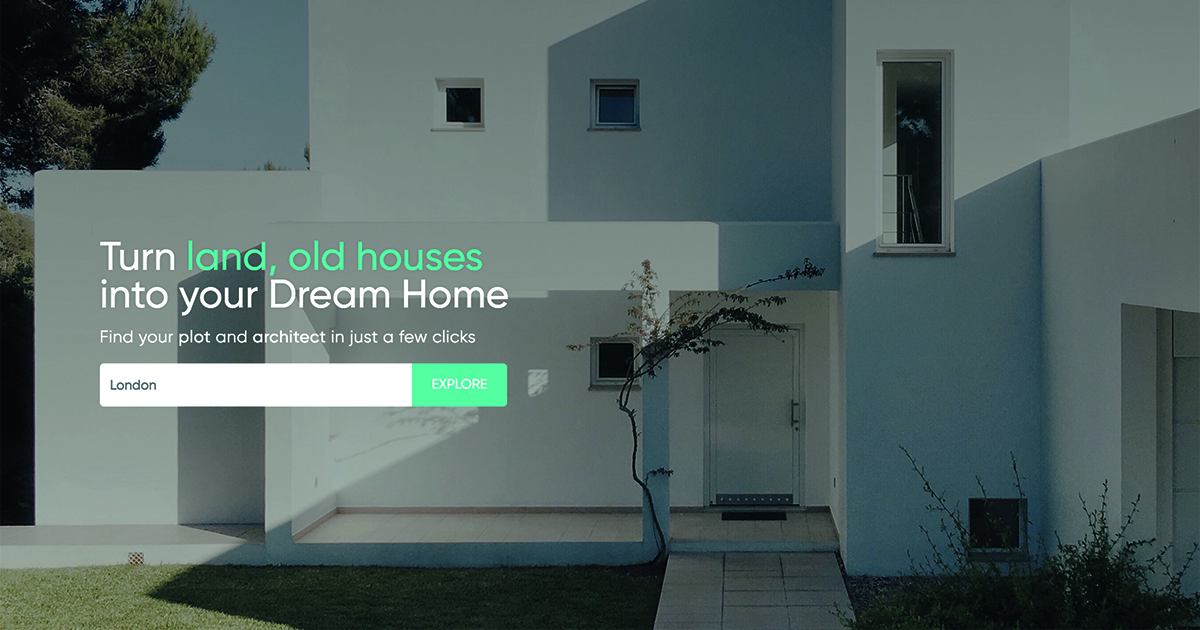 Turn land, old houses
into your Dream Home
Find your plot and architect in just a few clicks
London
EXPLORE